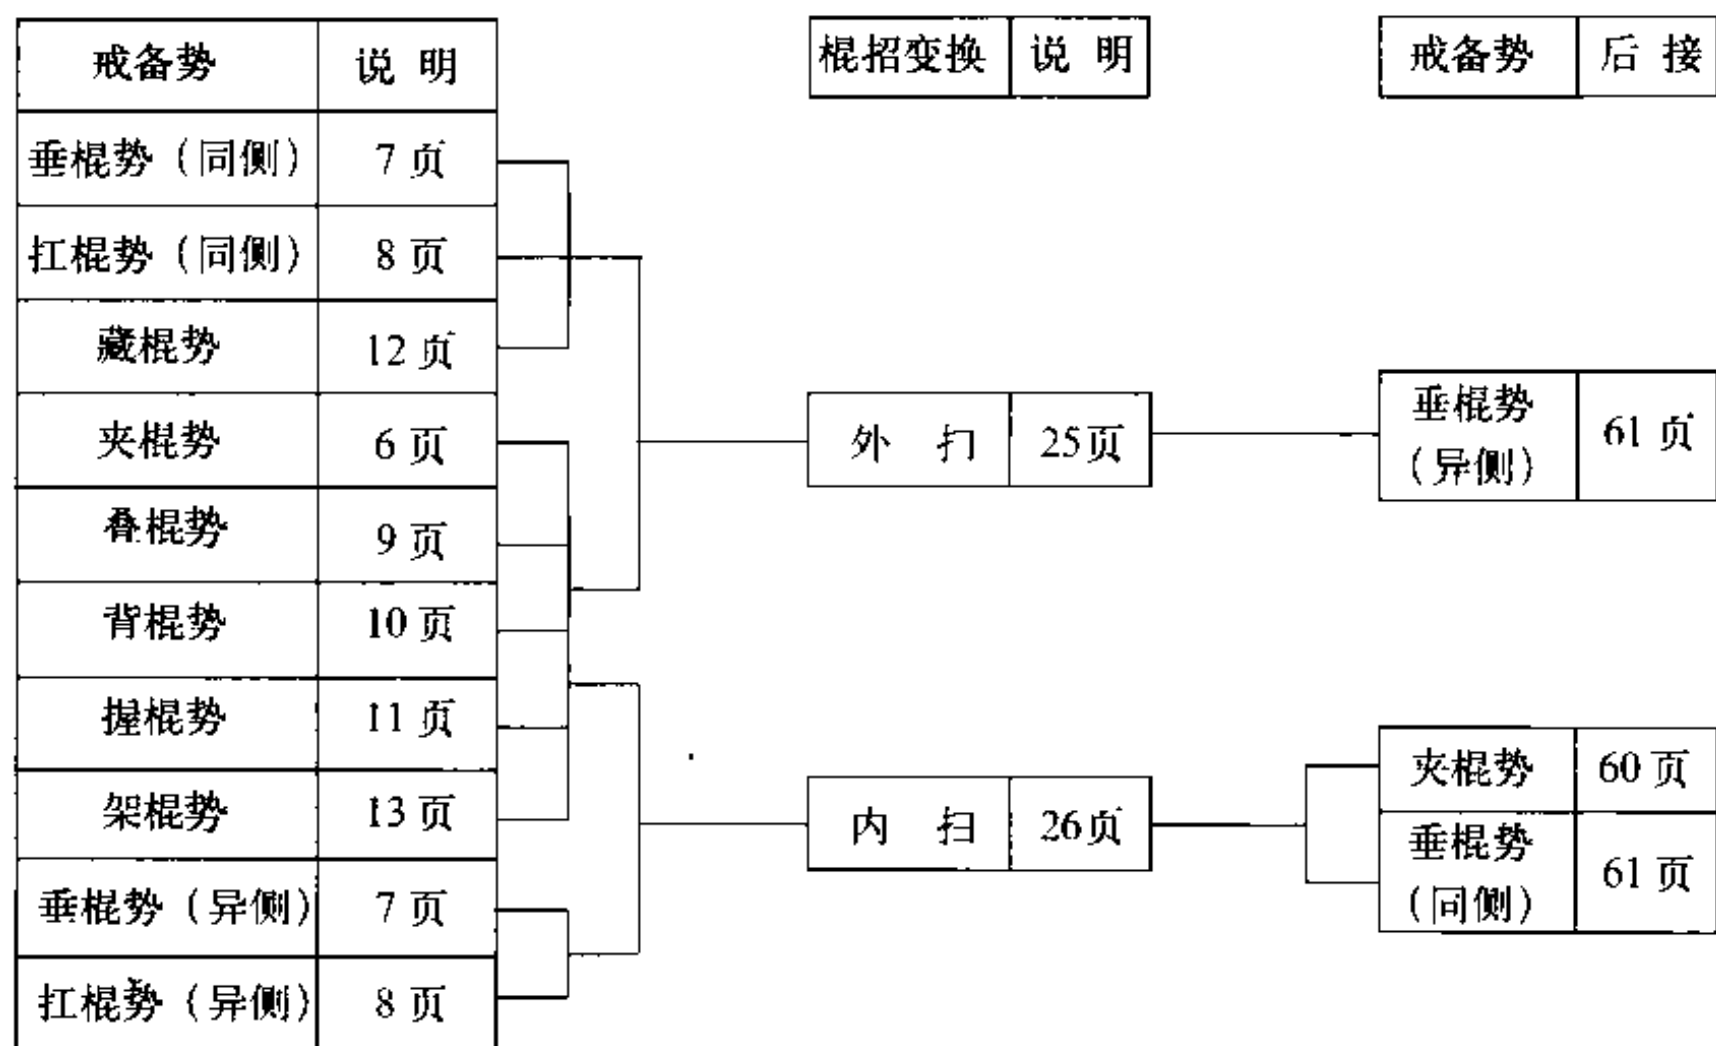 戒备势 说 明
垂棍势（同侧） 7 页
扛棍势（同侧） 8 页
藏棍势 12 页
夹棍势 6 页
叠棍势 9 页
背棍势 10 页
握棍势 11 页
架棍势 13 页
垂棍势（异侧） 7 页
扛棍势（异侧） 8 页
棍招变换 说 明
外 扫 25页
内 扫 26页
戒备势 后 接
垂棍势
（异侧） 61 页
夹棍势 60 页
垂棍势
（同侧） 61 页